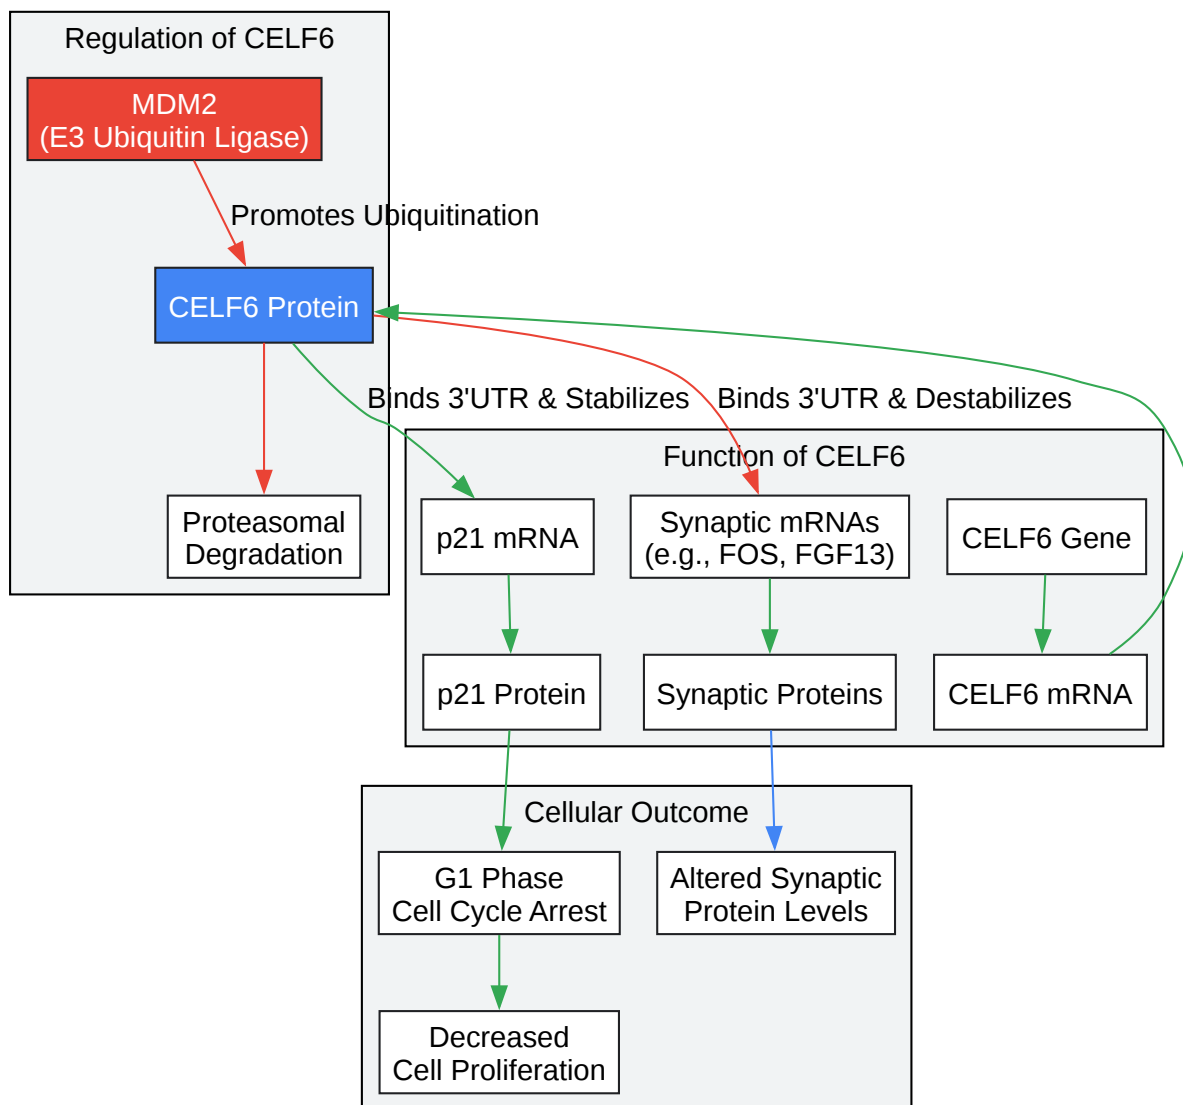 Regulation of CELF6
MDM2
(E3 Ubiquitin Ligase)
Promotes Ubiquitination
CELF6 Protein
Binds 3'UTR & Stabilizes
Binds 3'UTR & Destabilizes
Proteasomal
Degradation
Function of CELF6
p21 mRNA
Synaptic mRNAs
(e.g., FOS, FGF13)
CELF6 Gene
p21 Protein
Synaptic Proteins
CELF6 mRNA
Cellular Outcome
G1 Phase
Cell Cycle Arrest
Altered Synaptic
Protein Levels
Decreased
Cell Proliferation